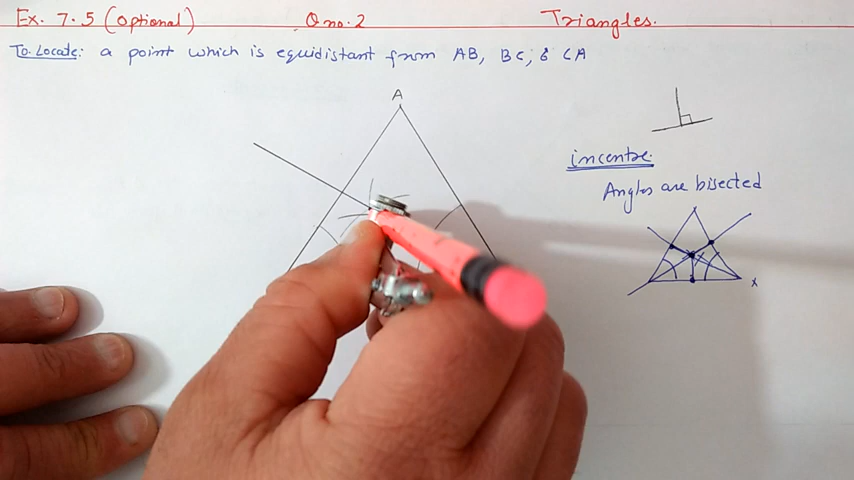 Ex. 7.5 (Optional) Q no. 2 Triangles.
To Locate: a point which is equidistant from AB, BC, & CA
A
incentre.
Angles are bisected
x